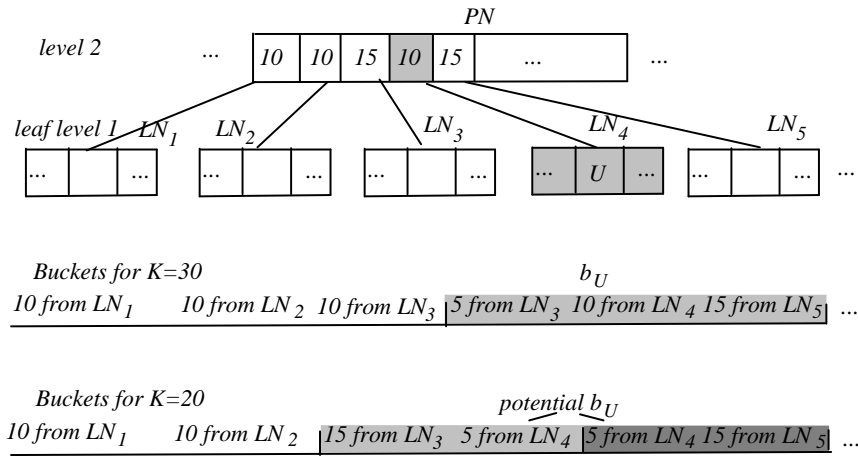 PN
level 2 ... 10 10 15 10 15 ... ...
leaf level 1 LN1 LN2 LN3 LN4 LN5
... ... ... ... ... ... ... U ... ... ... ...
Buckets for K=30 bU
10 from LN1 10 from LN2 10 from LN3 5 from LN3 10 from LN4 15 from LN5 ...
Buckets for K=20 potential bU
10 from LN1 10 from LN2 15 from LN3 5 from LN4 5 from LN4 15 from LN5 ...